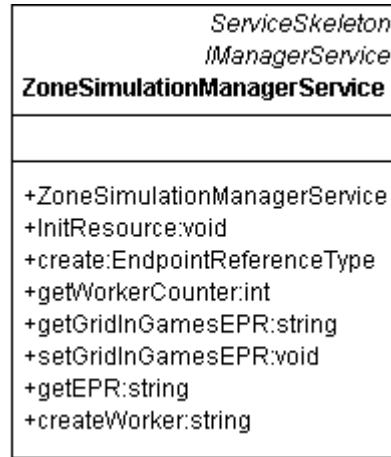 ServiceSkeleton
IManagerService
ZoneSimulationManagerService
+ZoneSimulationManagerService
+InitResource:void
+create:EndpointReferenceType
+getWorkerCounter:int
+getGridInGamesEPR:string
+setGridInGamesEPR:void
+getEPR:string
+createWorker:string